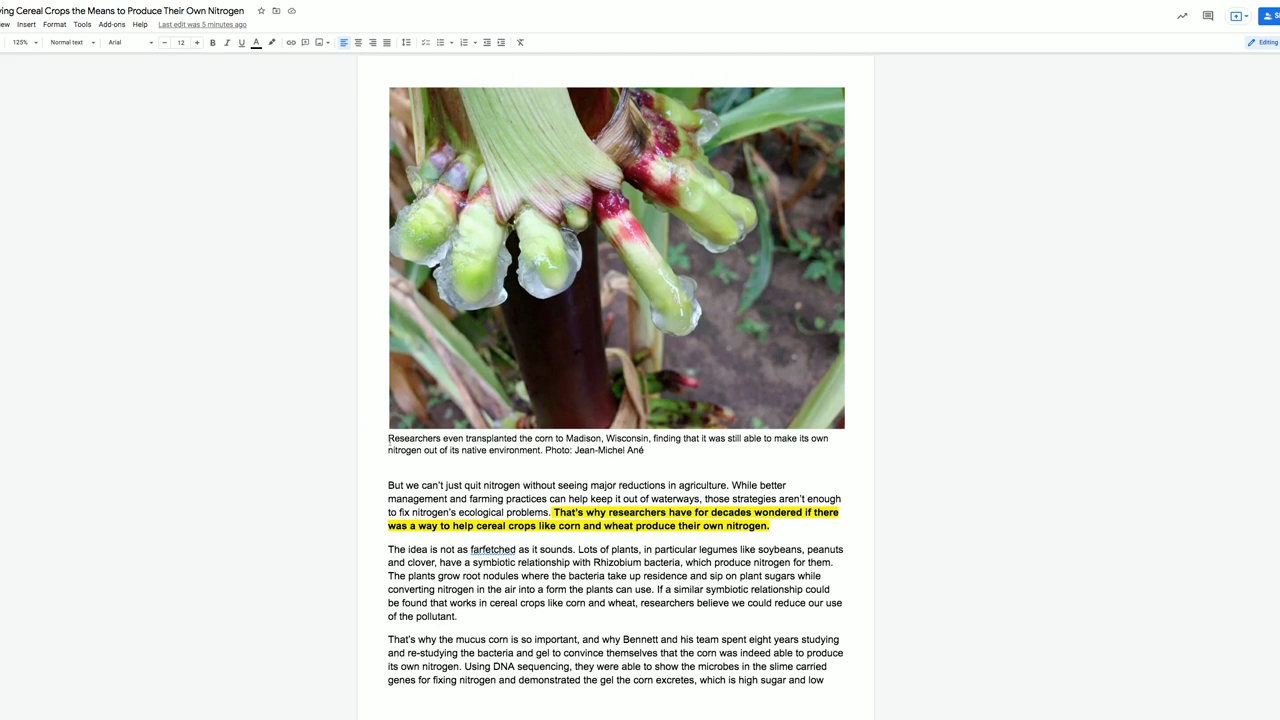 ving Cereal Crops the Means to Produce Their Own Nitrogen
ew Insert Format Tools Add-ons Help Last edit was 5 minutes ago
125% Normal text Arial 12 B I U A Editing
Researchers even transplanted the corn to Madison, Wisconsin, finding that it was still able to make its own
nitrogen out of its native environment. Photo: Jean-Michel Ané
But we can't just quit nitrogen without seeing major reductions in agriculture. While better
management and farming practices can help keep it out of waterways, those strategies aren't enough
to fix nitrogen's ecological problems. That's why researchers have for decades wondered if there
was a way to help cereal crops like corn and wheat produce their own nitrogen.
The idea is not as farfetched as it sounds. Lots of plants, in particular legumes like soybeans, peanuts
and clover, have a symbiotic relationship with Rhizobium bacteria, which produce nitrogen for them.
The plants grow root nodules where the bacteria take up residence and sip on plant sugars while
converting nitrogen in the air into a form the plants can use. If a similar symbiotic relationship could
be found that works in cereal crops like corn and wheat, researchers believe we could reduce our use
of the pollutant.
That's why the mucus corn is so important, and why Bennett and his team spent eight years studying
and re-studying the bacteria and gel to convince themselves that the corn was indeed able to produce
its own nitrogen. Using DNA sequencing, they were able to show the microbes in the slime carried
genes for fixing nitrogen and demonstrated the gel the corn excretes, which is high sugar and low